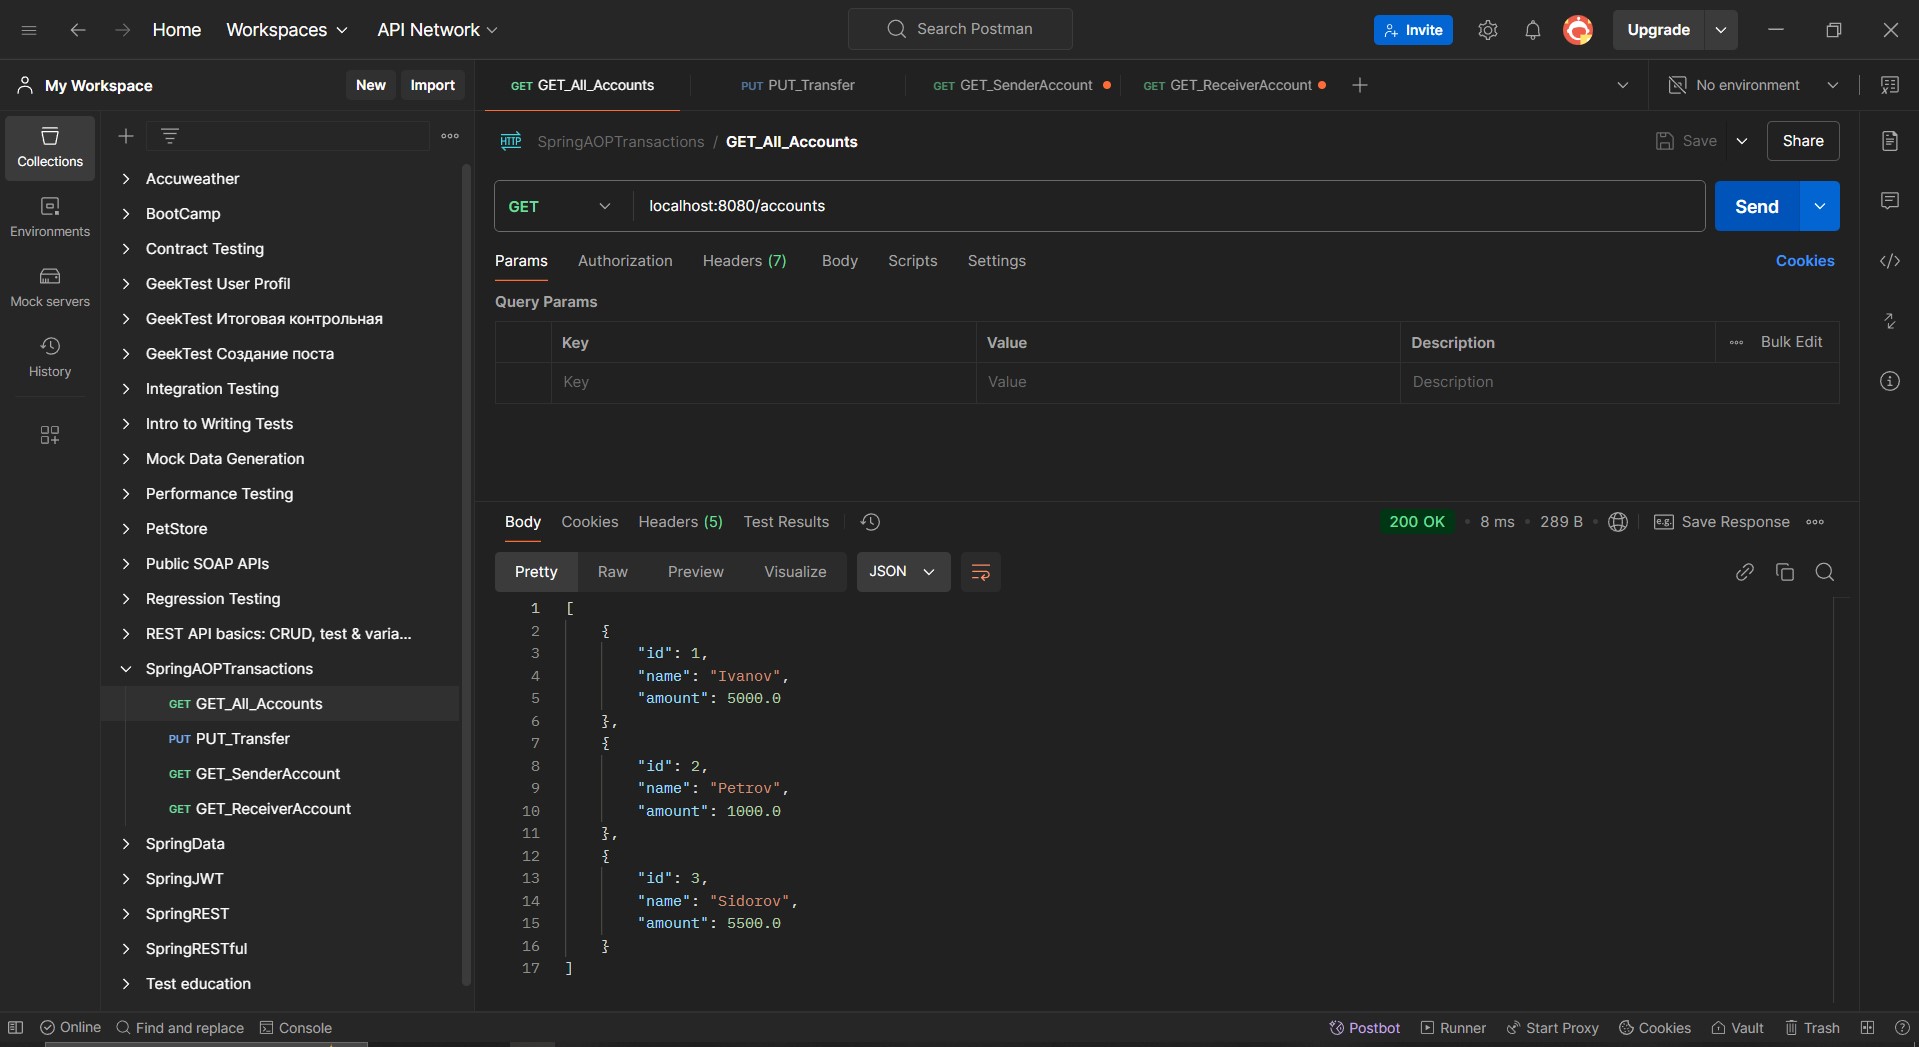 Home Workspaces API Network Search Postman Invite Upgrade
My Workspace New Import
GET GET_All_Accounts PUT PUT_Transfer GET GET_SenderAccount GET GET_ReceiverAccount No environment
Collections
Environments
Mock servers
History
Accuweather
BootCamp
Contract Testing
GeekTest User Profil
GeekTest Итоговая контрольная
GeekTest Создание поста
Integration Testing
Intro to Writing Tests
Mock Data Generation
Performance Testing
PetStore
Public SOAP APIs
Regression Testing
REST API basics: CRUD, test & varia...
SpringAOPTransactions
GET GET_All_Accounts
PUT PUT_Transfer
GET GET_SenderAccount
GET GET_ReceiverAccount
SpringData
SpringJWT
SpringREST
SpringRESTful
Test education
HTTP SpringAOPTransactions / GET_All_Accounts Save Share
GET localhost:8080/accounts Send
Params Authorization Headers (7) Body Scripts Settings Cookies
Query Params
Key Value Description Bulk Edit
Key Value Description
Body Cookies Headers (5) Test Results 200 OK 8 ms 289 B e.g. Save Response
Pretty Raw Preview Visualize JSON
1 [
2 {
3 "id": 1,
4 "name": "Ivanov",
5 "amount": 5000.0
6 },
7 {
8 "id": 2,
9 "name": "Petrov",
10 "amount": 1000.0
11 },
12 {
13 "id": 3,
14 "name": "Sidorov",
15 "amount": 5500.0
16 }
17 ]
Online Find and replace Console Postbot Runner Start Proxy Cookies Vault Trash